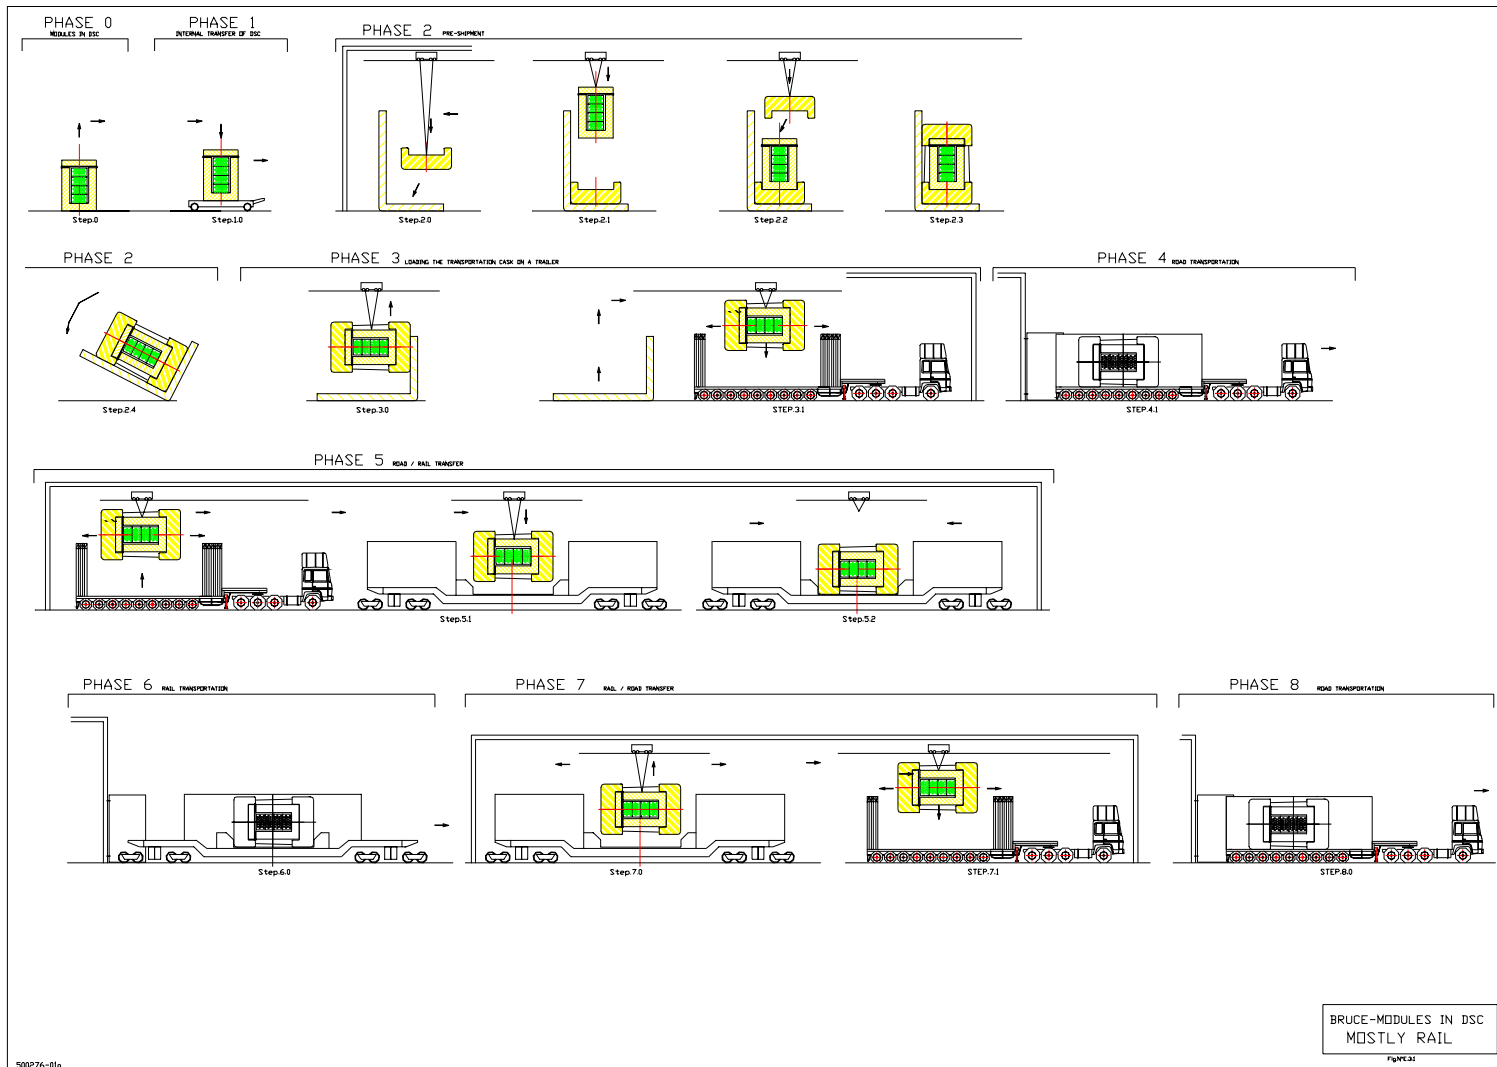 PHASE 0
MODULES IN DSC
PHASE 1
INTERNAL TRANSFER OF DSC
PHASE 2 PRE-SHIPMENT
Step.0
Step.1.0
Step.2.0
Step.2.1
Step.2.2
Step.2.3
PHASE 2
PHASE 3 LOADING THE TRANSPORTATION CASK ON A TRAILER
PHASE 4 ROAD TRANSPORTATION
Step.2.4
Step.3.0
STEP.3.1
STEP.4.1
PHASE 5 ROAD / RAIL TRANSFER
Step.5.1
Step.5.2
PHASE 6 RAIL TRANSPORTATION
PHASE 7 RAIL / ROAD TRANSFER
PHASE 8 ROAD TRANSPORTATION
Step.6.0
Step.7.0
STEP.7.1
STEP.8.0
BRUCE-MODULES IN DSC
MOSTLY RAIL
500276-01a